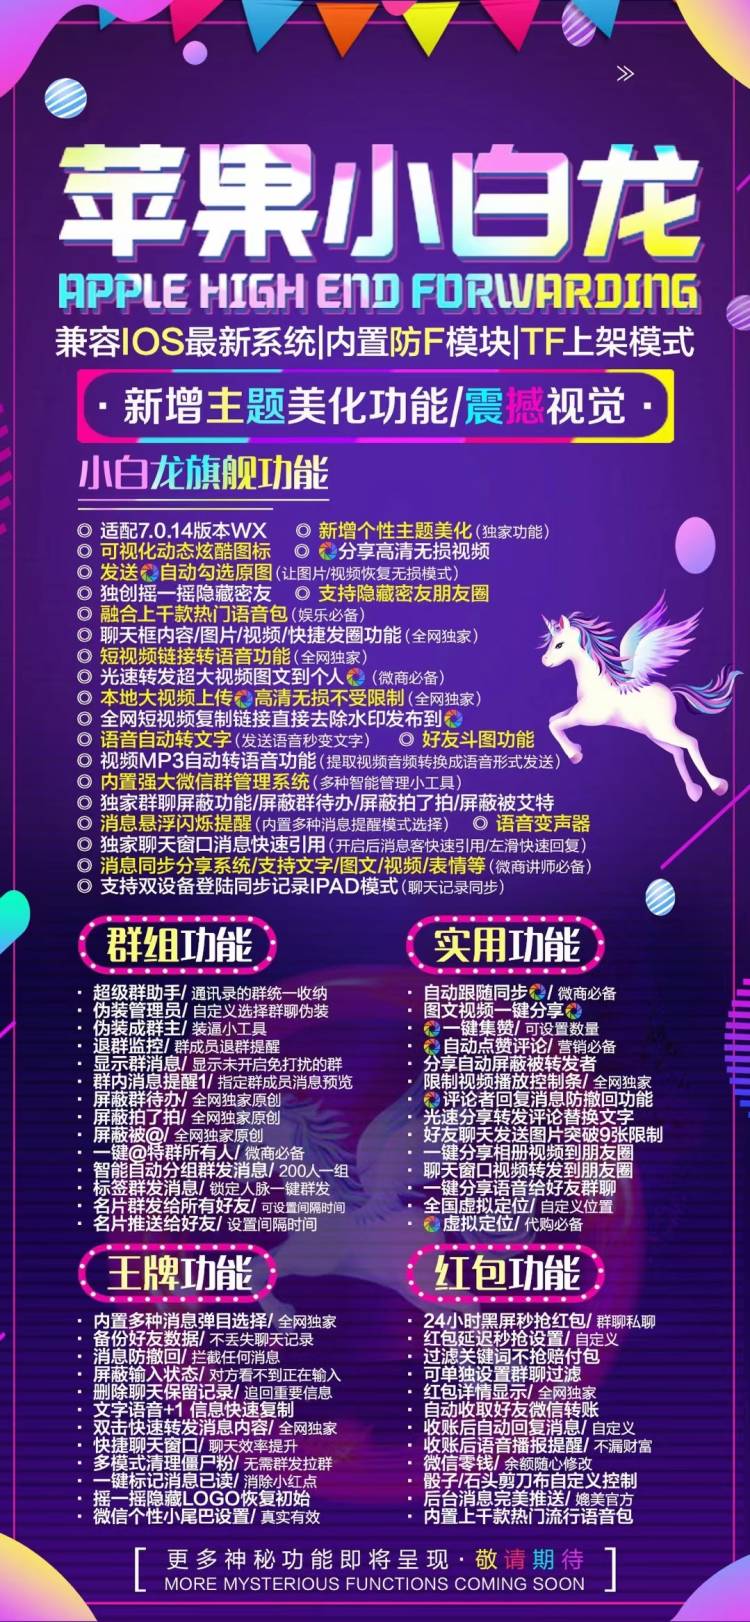 苹果小白龙
APPLE HIGH END FORWARDING
兼容IOS最新系统|内置防F模块|TF上架模式
·新增主题美化功能/震撼视觉·
小白龙旗舰功能
◎ 适配7.0.14版本WX ◎ 新增个性主题美化(独家功能)
◎ 可视化动态炫酷图标 ◎ 分享高清无损视频
◎ 发送自动勾选原图(让图片/视频恢复无损模式)
◎ 独创摇一摇隐藏密友 ◎ 支持隐藏密友朋友圈
◎ 融合上千款热门语音包(娱乐必备)
◎ 聊天框内容/图片/视频/快捷发圈功能(全网独家)
◎ 短视频链接转语音功能(全网独家)
◎ 光速转发超大视频图文到个人(微商必备)
◎ 本地大视频上传高清无损不受限制(全网独家)
◎ 全网短视频复制链接直接去除水印发布到
◎ 语音自动转文字(发送语音秒变文字) ◎ 好友斗图功能
◎ 视频MP3自动转语音功能(提取视频音频转换成语音形式发送)
◎ 内置强大微信群管理系统(多种智能管理小工具)
◎ 独家群聊屏蔽功能/屏蔽群待办/屏蔽拍了拍/屏蔽被艾特
◎ 消息悬浮闪烁提醒(内置多种消息提醒模式选择) ◎ 语音变声器
◎ 独家聊天窗口消息快速引用(开启后消息客快速引用/左滑快速回复)
◎ 消息同步分享系统/支持文字/图文/视频/表情等(微商讲师必备)
◎ 支持双设备登陆同步记录IPAD模式(聊天记录同步)
群组功能
· 超级群助手/ 通讯录的群统一收纳
· 伪装管理员/ 自定义选择群聊伪装
· 伪装成群主/ 装逼小工具
· 退群监控/ 群成员退群提醒
· 显示群消息/ 显示未开启免打扰的群
· 群内消息提醒1/ 指定群成员消息预览
· 屏蔽群待办/ 全网独家原创
· 屏蔽拍了拍/ 全网独家原创
· 屏蔽被@/ 全网独家原创
· 一键@特群所有人/ 微商必备
· 智能自动分组群发消息/ 200人一组
· 标签群发消息/ 锁定人脉一键群发
· 名片群发给所有好友/ 可设置间隔时间
· 名片推送给好友/ 设置间隔时间
实用功能
· 自动跟随同步/ 微商必备
· 图文视频一键分享
· 一键集赞/ 可设置数量
· 自动点赞评论/ 营销必备
· 分享自动屏蔽被转发者
· 限制视频播放控制条/ 全网独家
· 评论者回复消息防撤回功能
· 光速分享转发评论替换文字
· 好友聊天发送图片突破9张限制
· 一键分享相册视频到朋友圈
· 聊天窗口视频转发到朋友圈
· 一键分享语音给好友群聊
· 全国虚拟定位/ 自定义位置
· 虚拟定位/ 代购必备
王牌功能
· 内置多种消息弹目选择/ 全网独家
· 备份好友数据/ 不丢失聊天记录
· 消息防撤回/ 拦截任何消息
· 屏蔽输入状态/ 对方看不到正在输入
· 删除聊天保留记录/ 追回重要信息
· 文字语音+1 信息快速复制
· 双击快速转发消息内容/ 全网独家
· 快捷聊天窗口/ 聊天效率提升
· 多模式清理僵尸粉/ 无需群发拉群
· 一键标记消息已读/ 消除小红点
· 摇一摇隐藏LOGO恢复初始
· 微信个性小尾巴设置/ 真实有效
红包功能
· 24小时黑屏秒抢红包/ 群聊私聊
· 红包延迟秒抢设置/ 自定义
· 过滤关键词不抢赔付包
· 可单独设置群聊过滤
· 红包详情显示/ 全网独家
· 自动收取好友微信转账
· 收账后自动回复消息/ 自定义
· 收账后语音播报提醒/ 不漏财富
· 微信零钱/ 余额随心修改
· 骰子/石头剪刀布自定义控制
· 后台消息完美推送/ 媲美官方
· 内置上千款热门流行语音包
更多神秘功能即将呈现·敬请期待
MORE MYSTERIOUS FUNCTIONS COMING SOON